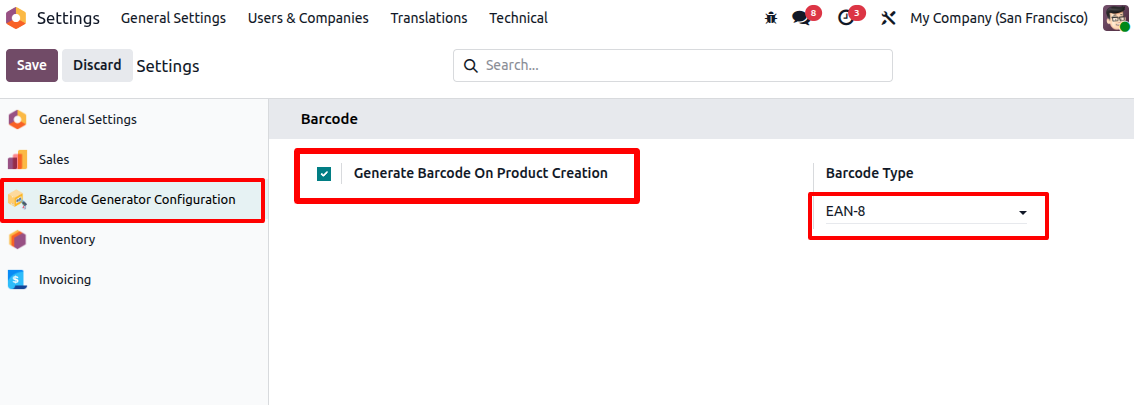 Settings General Settings Users & Companies Translations Technical 8 3 My Company (San Francisco)
Save Discard Settings Search...
General Settings Barcode
Sales Generate Barcode On Product Creation Barcode Type
Barcode Generator Configuration EAN-8
Inventory
Invoicing